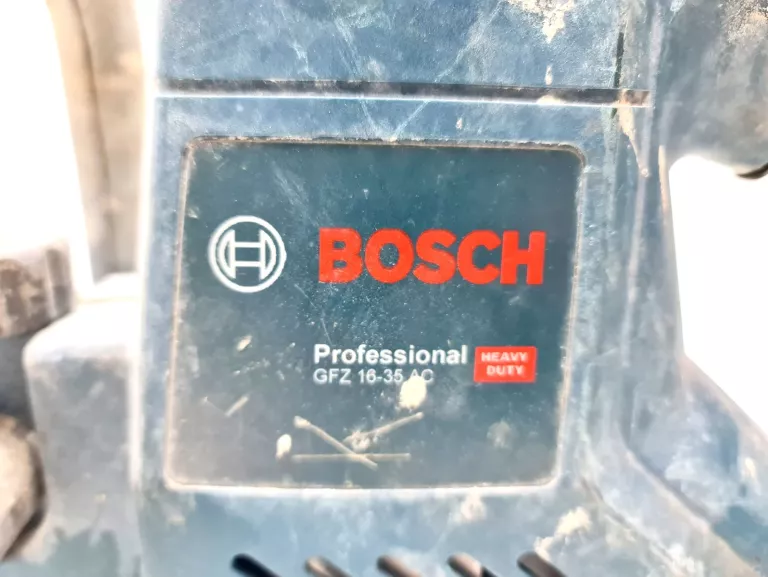 BOSCH
Professional
GFZ 16-35 AC
HEAVY
DUTY